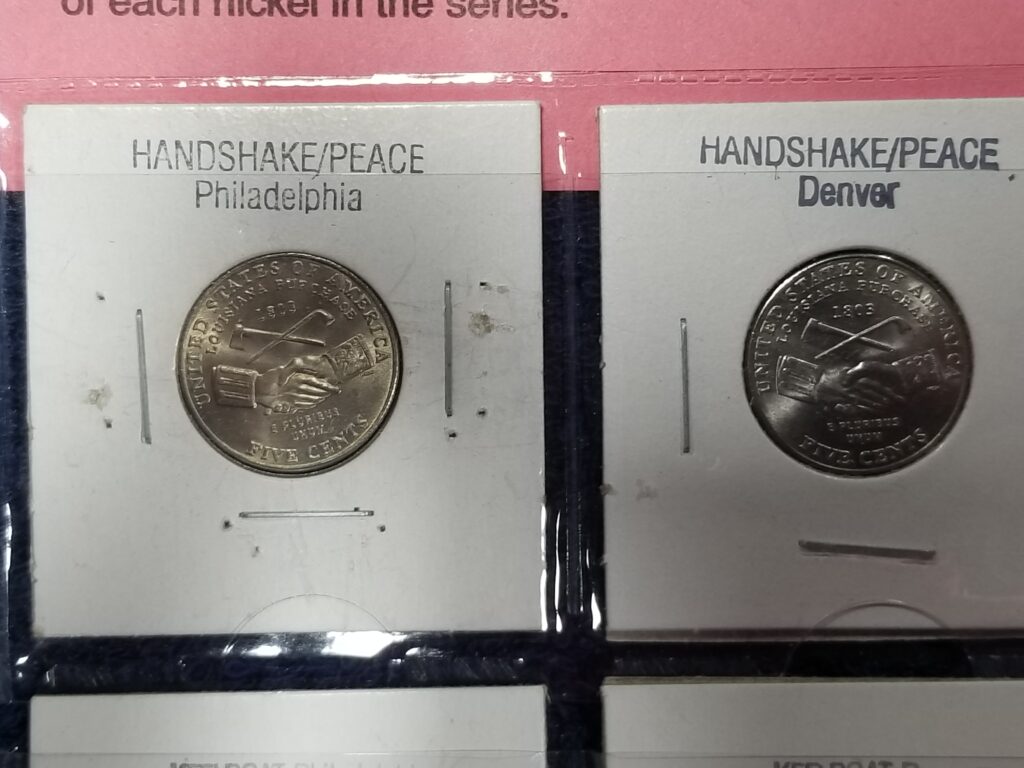 of each nickel in the series.
HANDSHAKE/PEACE
Philadelphia
UNITED STATES OF AMERICA
LOUISIANA PURCHASE
1803
E PLURIBUS
UNUM
FIVE CENTS
HANDSHAKE/PEACE
Denver
UNITED STATES OF AMERICA
LOUISIANA PURCHASE
1803
E PLURIBUS
UNUM
FIVE CENTS